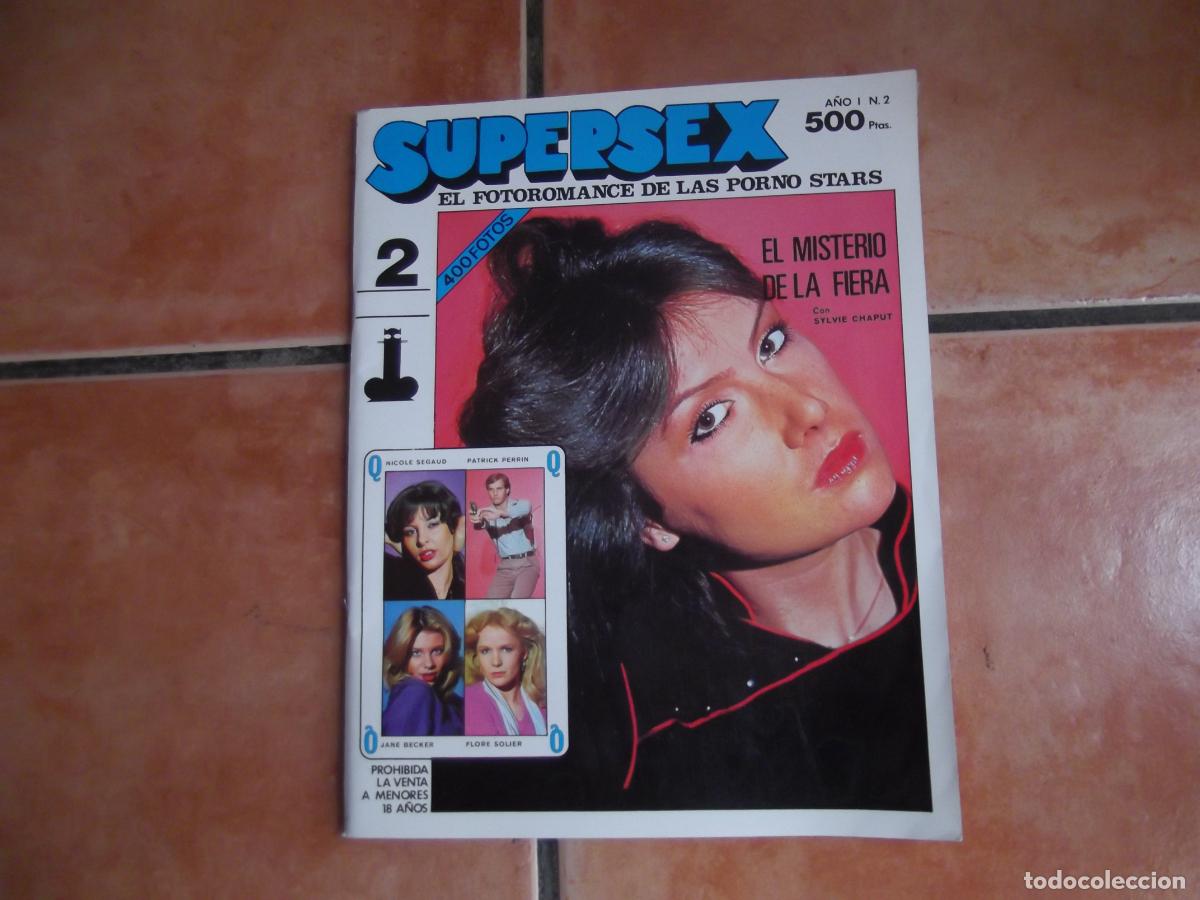 SUPERSEX
AÑO I N. 2
500 Ptas.
EL FOTOROMANCE DE LAS PORNO STARS
400 FOTOS
2
EL MISTERIO
DE LA FIERA
Con
SYLVIE CHAPUT
Q NICOLE SEGAUD PATRICK PERRIN Q
Q JANE BECKER FLORE SOLIER Q
PROHIBIDA
LA VENTA
A MENORES
18 AÑOS
todocoleccion